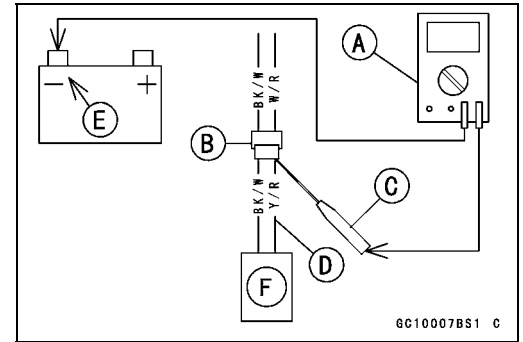 A
− +
E
BK/W
W/R
B
C
BK/W
Y/R
D
F
GC10007BS1 C